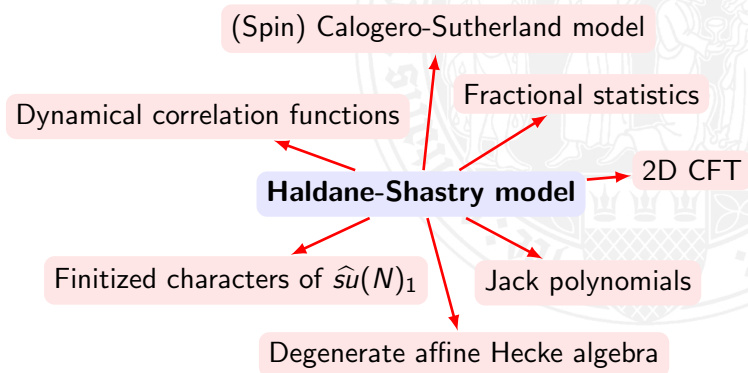 (Spin) Calogero-Sutherland model
Fractional statistics
Dynamical correlation functions
2D CFT
Haldane-Shastry model
Finitized characters of $\widehat{su}(N)_1$
Jack polynomials
Degenerate affine Hecke algebra